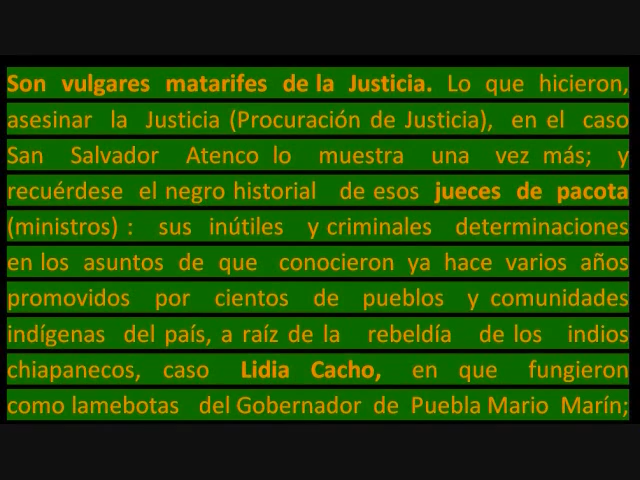 Son vulgares matarifes de la Justicia. Lo que hicieron,
asesinar la Justicia (Procuración de Justicia), en el caso
San Salvador Atenco lo muestra una vez más; y
recuérdese el negro historial de esos jueces de pacota
(ministros) : sus inútiles y criminales determinaciones
en los asuntos de que conocieron ya hace varios años
promovidos por cientos de pueblos y comunidades
indígenas del país, a raíz de la rebeldía de los indios
chiapanecos, caso Lidia Cacho, en que fungieron
como lamebotas del Gobernador de Puebla Mario Marín;